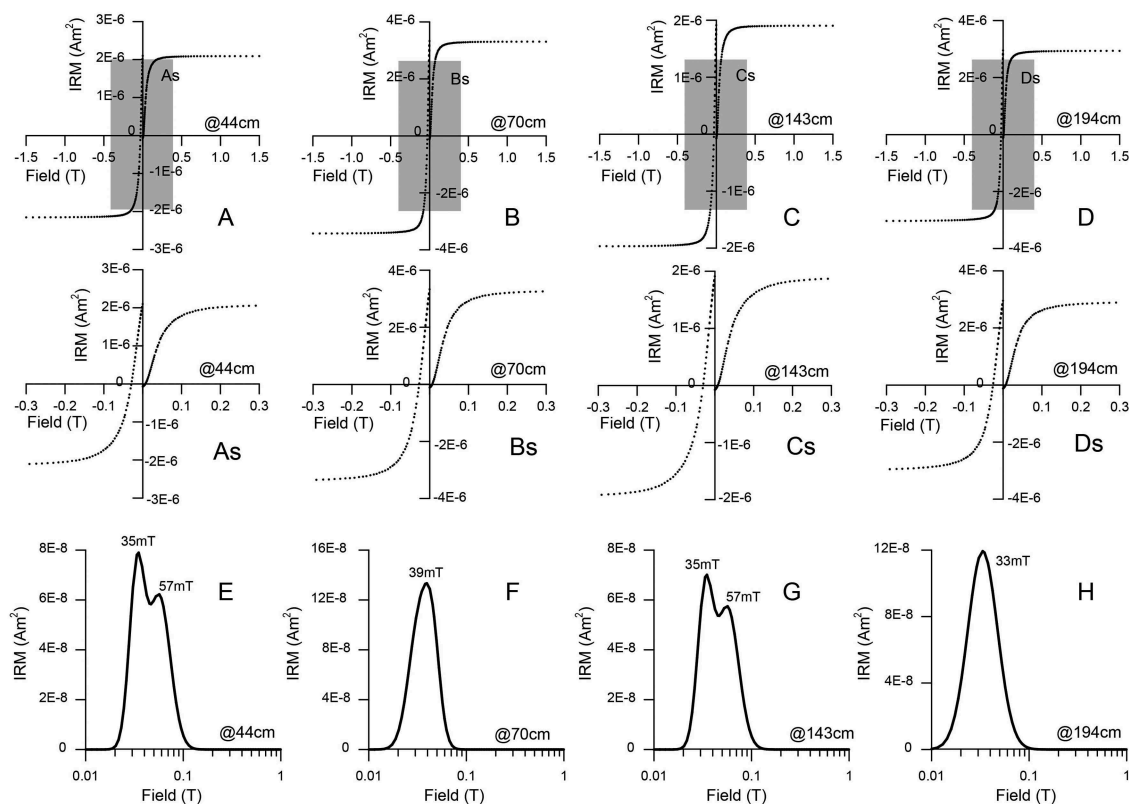 3E-6
IRM (Am²)
2E-6
As
1E-6
0
@44cm
-1.5 -1.0 -0.5 0.5 1.0 1.5
Field (T)
-1E-6
-2E-6
A
-3E-6
4E-6
IRM (Am²)
Bs
2E-6
0
@70cm
-1.5 -1.0 -0.5 0.5 1.0 1.5
Field (T)
-2E-6
B
-4E-6
2E-6
IRM (Am²)
Cs
1E-6
0
@143cm
-1.5 -1.0 -0.5 0.5 1.0 1.5
Field (T)
-1E-6
C
-2E-6
4E-6
IRM (Am²)
Ds
2E-6
0
@194cm
-1.5 -1.0 -0.5 0.5 1.0 1.5
Field (T)
-2E-6
D
-4E-6
3E-6
IRM (Am²)
2E-6
1E-6
0
@44cm
-0.3 -0.2 -0.1 0.1 0.2 0.3
Field (T)
-1E-6
As
-2E-6
-3E-6
4E-6
IRM (Am²)
2E-6
0
@70cm
-0.3 -0.2 -0.1 0.1 0.2 0.3
Field (T)
-2E-6
Bs
-4E-6
2E-6
IRM (Am²)
1E-6
0
@143cm
-0.3 -0.2 -0.1 0.1 0.2 0.3
Field (T)
-1E-6
Cs
-2E-6
4E-6
IRM (Am²)
2E-6
0
@194cm
-0.3 -0.2 -0.1 0.1 0.2 0.3
Field (T)
-2E-6
Ds
-4E-6
8E-8
35mT
57mT
E
6E-8
IRM (Am²)
4E-8
2E-8
@44cm
0
0.01 0.1 1
Field (T)
16E-8
39mT
F
12E-8
IRM (Am²)
8E-8
4E-8
@70cm
0
0.01 0.1 1
Field (T)
8E-8
35mT
57mT
G
6E-8
IRM (Am²)
4E-8
2E-8
@143cm
0
0.01 0.1 1
Field (T)
12E-8
33mT
H
8E-8
IRM (Am²)
4E-8
@194cm
0
0.01 0.1 1
Field (T)